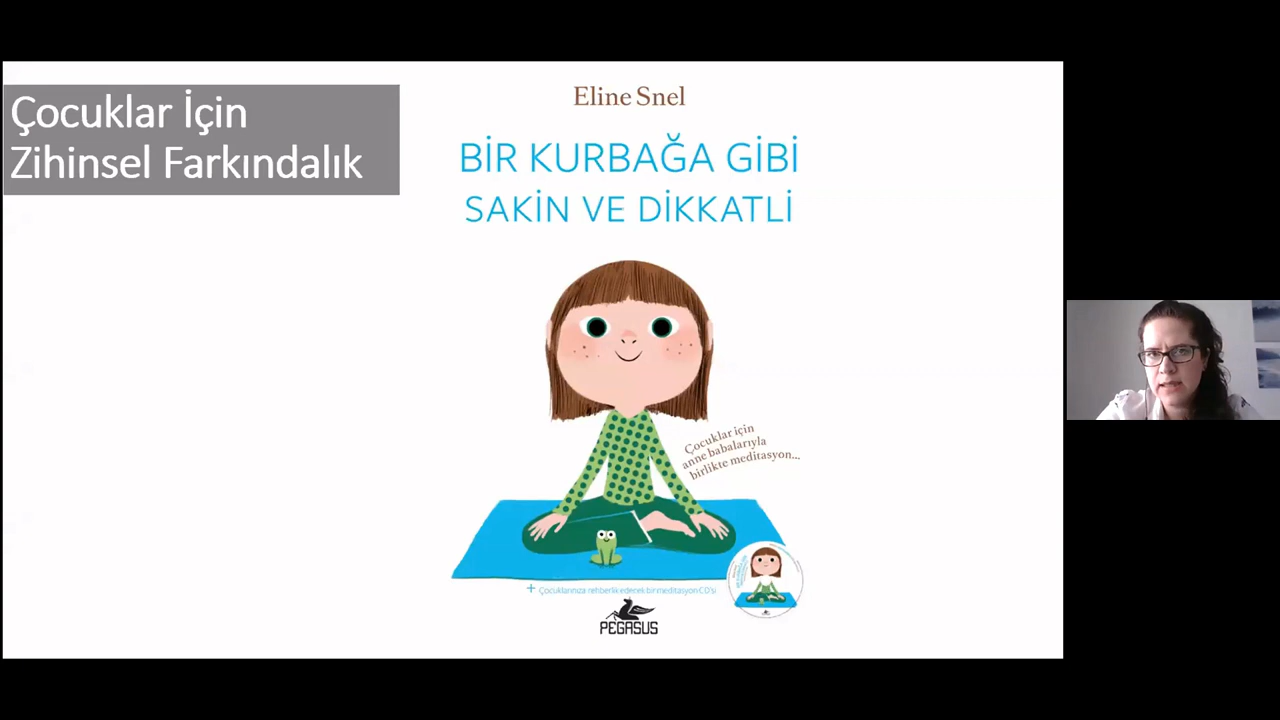 Çocuklar İçin
Zihinsel Farkındalık
Eline Snel
BİR KURBAĞA GİBİ
SAKİN VE DİKKATLİ
Çocuklar için
anne babalarıyla
birlikte meditasyon...
+ Çocuklarınıza rehberlik edecek bir meditasyon CD'si
PEGASUS